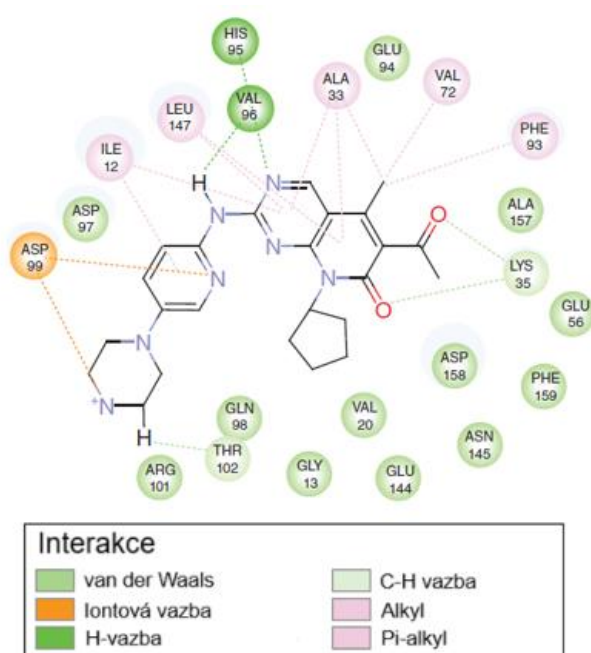 HIS
95
GLU
94
ALA
33
VAL
72
LEU
147
VAL
96
PHE
93
ILE
12
H
N
ASP
97
N
N
O
ALA
157
ASP
99
N
N
N
O
LYS
35
GLU
56
N
ASP
158
PHE
159
+N
H
GLN
98
VAL
20
ASN
145
ARG
101
THR
102
GLY
13
GLU
144
Interakce
van der Waals
C-H vazba
Iontová vazba
Alkyl
H-vazba
Pi-alkyl